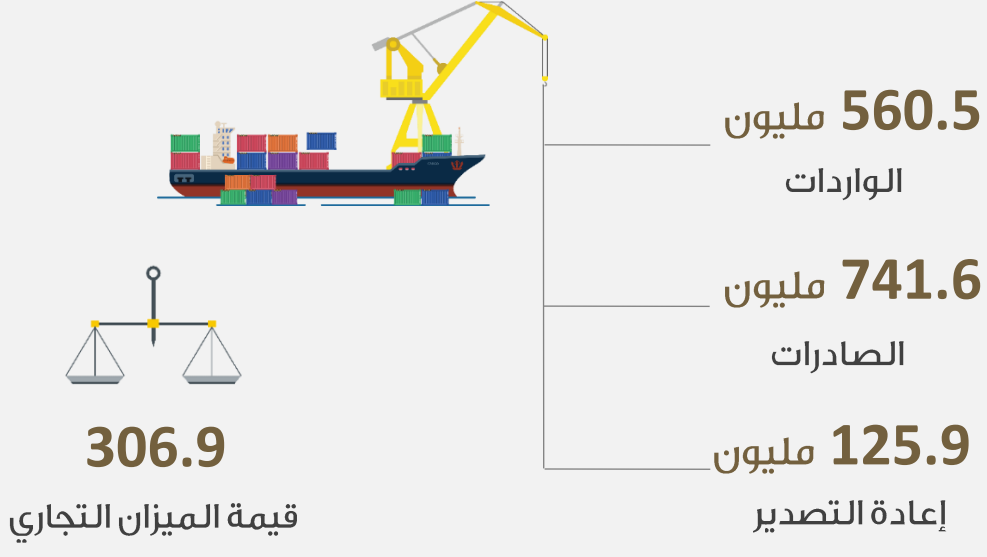 560.5 مليون
الواردات
741.6 مليون
الصادرات
125.9 مليون
إعادة التصدير
306.9
قيمة الميزان التجاري